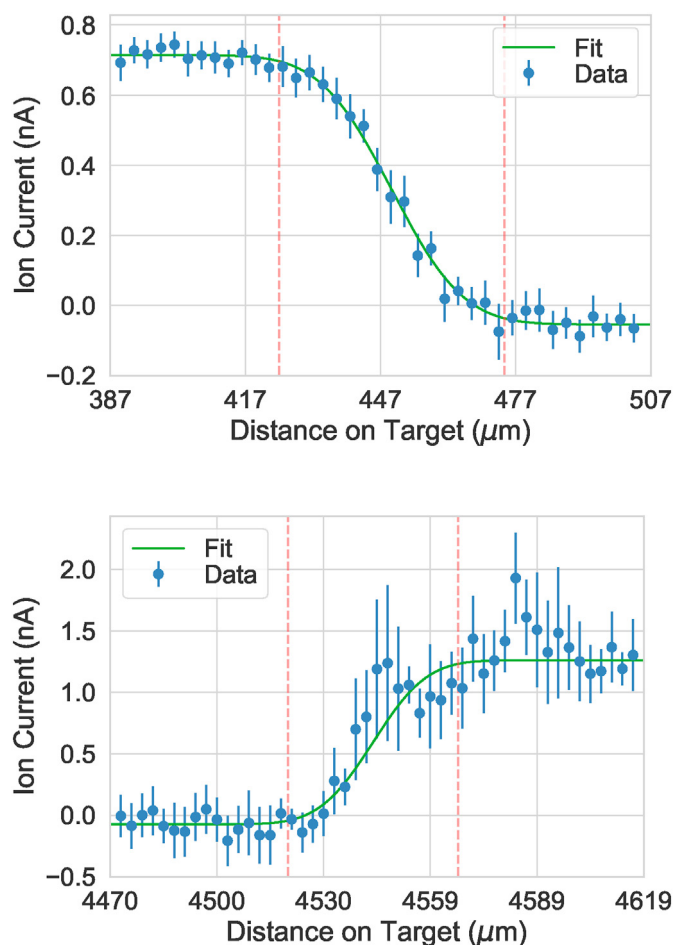 0.8
0.6
0.4
0.2
0.0
−0.2
Ion Current (nA)
Fit
Data
387 417 447 477 507
Distance on Target (μm)
2.0
1.5
1.0
0.5
0.0
−0.5
Ion Current (nA)
Fit
Data
4470 4500 4530 4559 4589 4619
Distance on Target (μm)